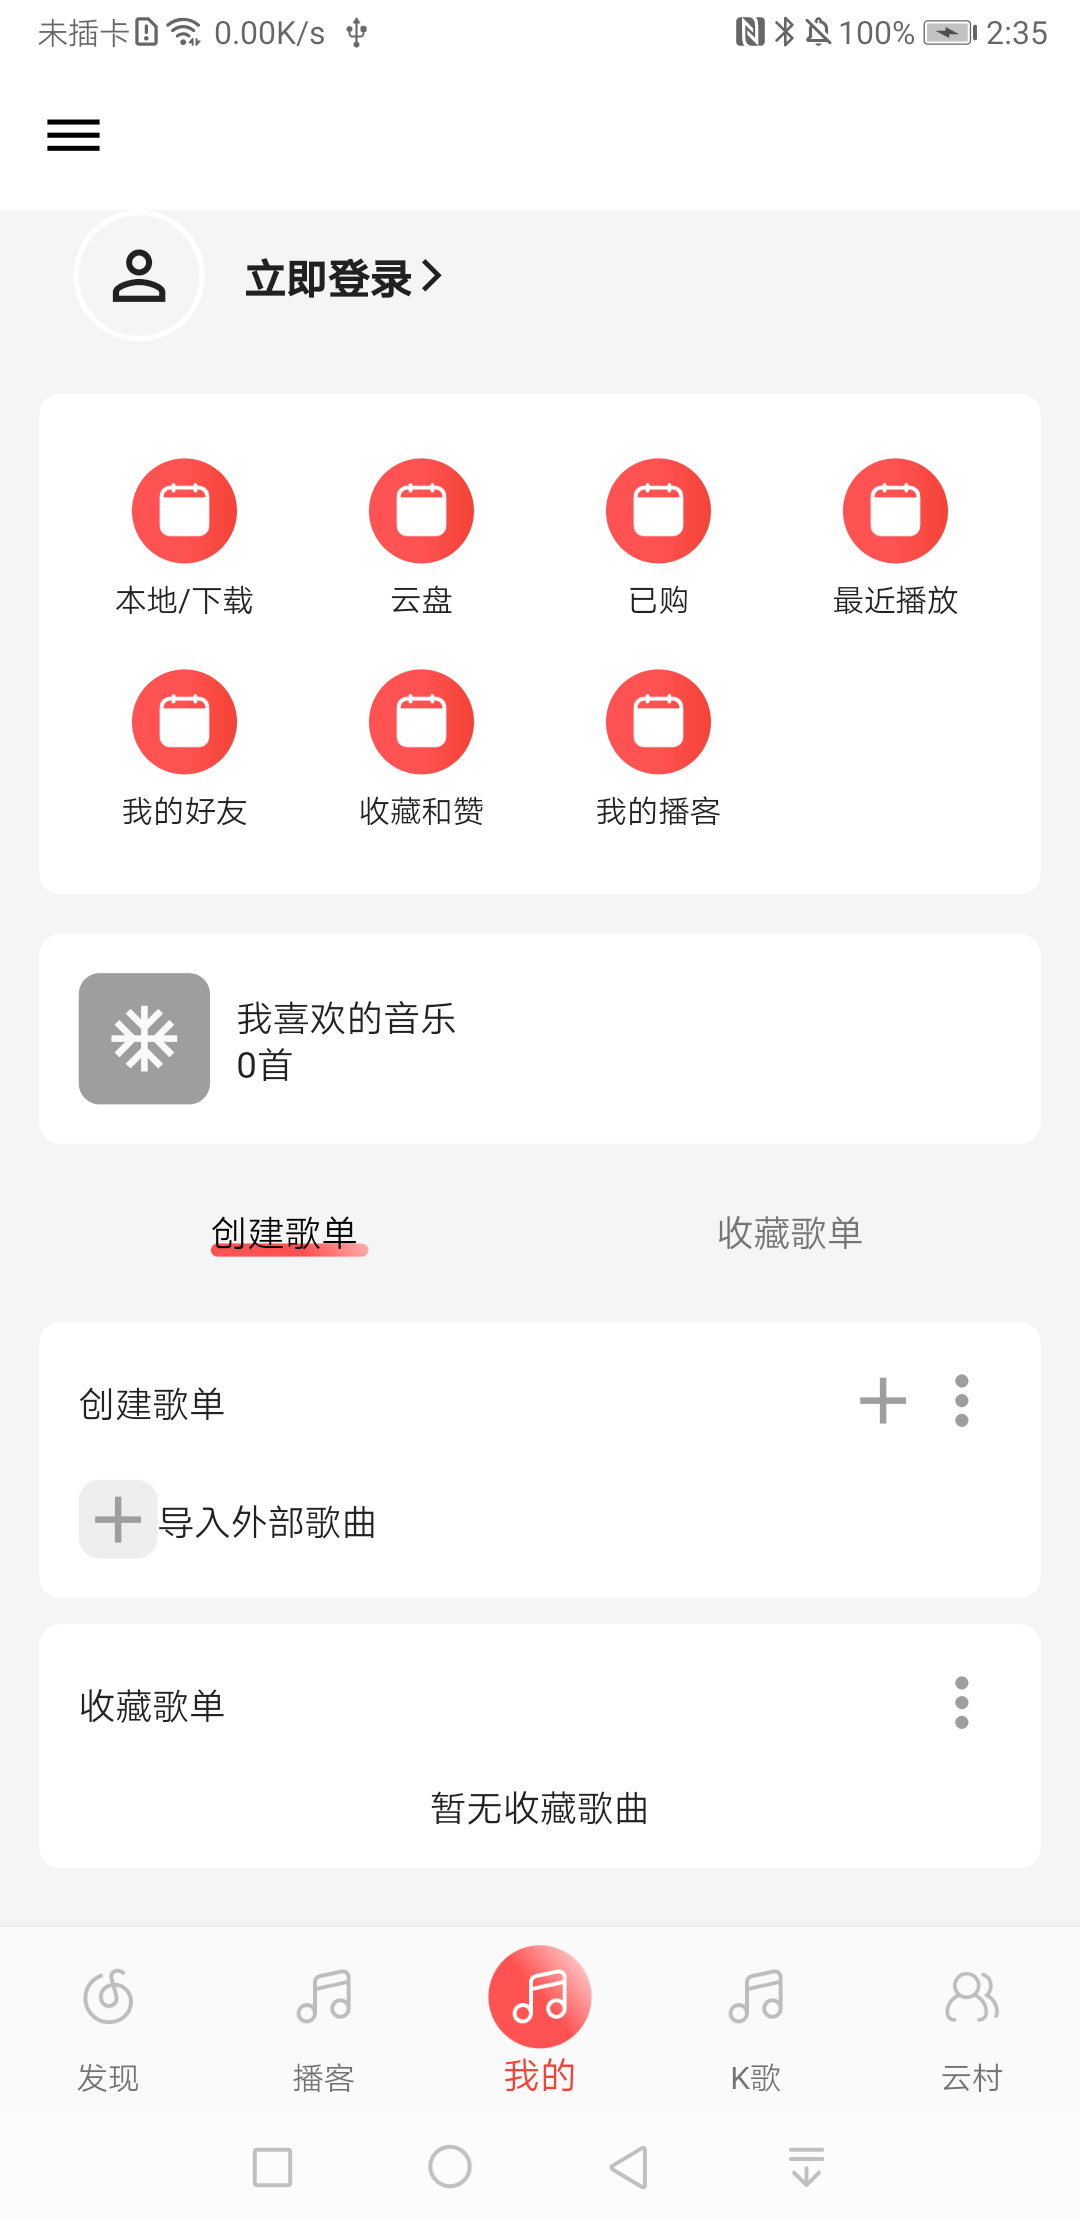 未插卡 0.00K/s 100% 2:35
立即登录
本地/下载 云盘 已购 最近播放
我的好友 收藏和赞 我的播客
我喜欢的音乐
0首
创建歌单 收藏歌单
创建歌单
导入外部歌曲
收藏歌单
暂无收藏歌曲
发现 播客 我的 K歌 云村